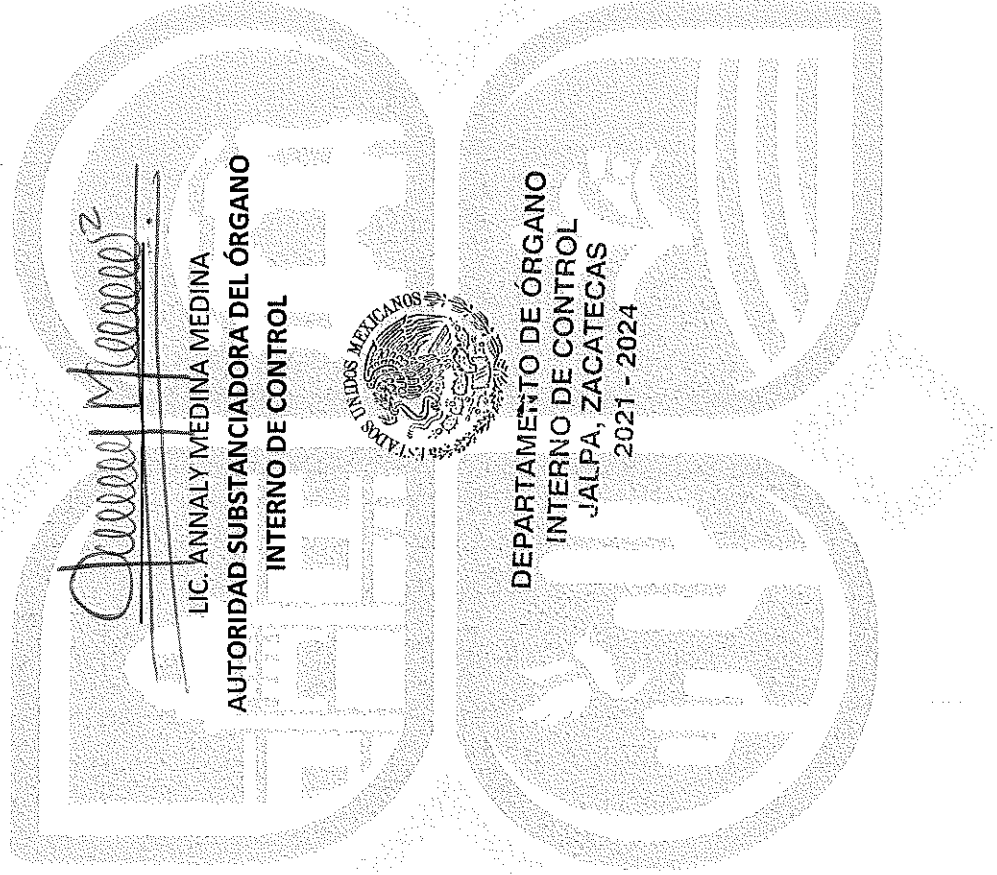 LIC. ANNALY MEDINA MEDINA
AUTORIDAD SUBSTANCIADORA DEL ÓRGANO
INTERNO DE CONTROL
ESTADOS UNIDOS MEXICANOS
DEPARTAMENTO DE ÓRGANO
INTERNO DE CONTROL
JALPA, ZACATECAS
2021 - 2024